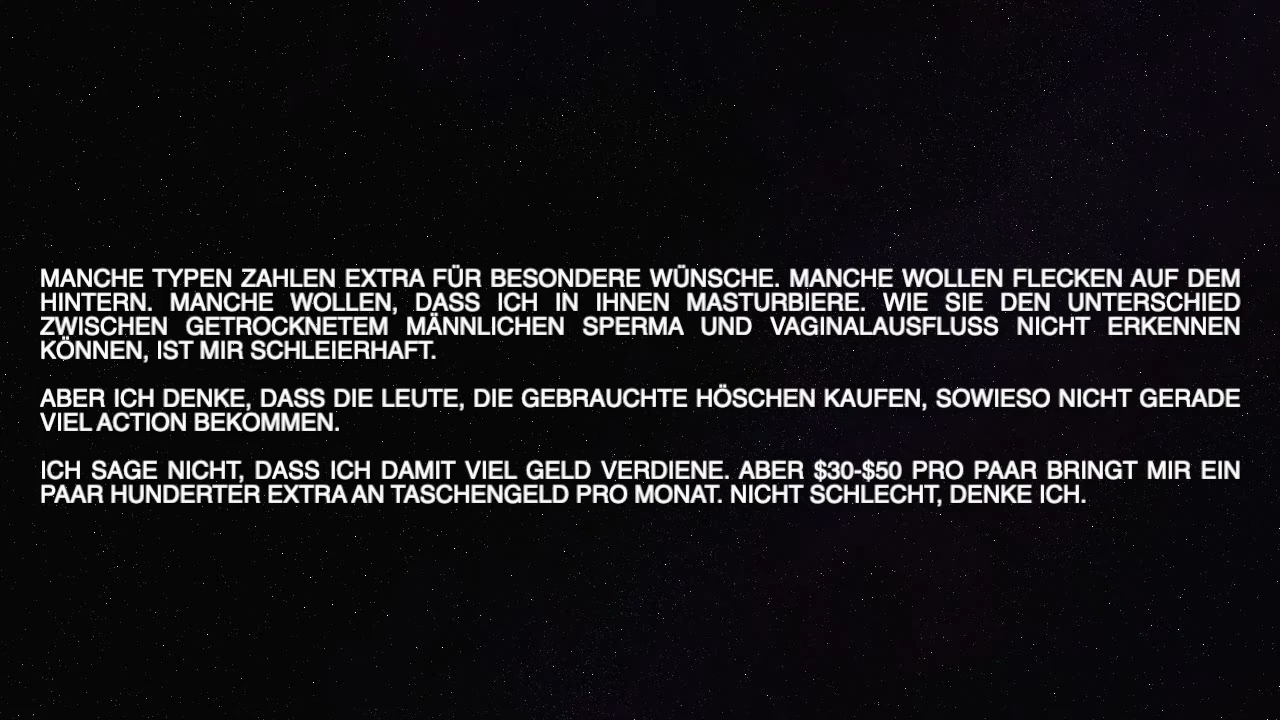 MANCHE TYPEN ZAHLEN EXTRA FÜR BESONDERE WÜNSCHE. MANCHE WOLLEN FLECKEN AUF DEM
HINTERN. MANCHE WOLLEN, DASS ICH IN IHNEN MASTURBIERE. WIE SIE DEN UNTERSCHIED
ZWISCHEN GETROCKNETEM MÄNNLICHEN SPERMA UND VAGINALAUSFLUSS NICHT ERKENNEN
KÖNNEN, IST MIR SCHLEIERHAFT.
ABER ICH DENKE, DASS DIE LEUTE, DIE GEBRAUCHTE HÖSCHEN KAUFEN, SOWIESO NICHT GERADE
VIEL ACTION BEKOMMEN.
ICH SAGE NICHT, DASS ICH DAMIT VIEL GELD VERDIENE. ABER $30-$50 PRO PAAR BRINGT MIR EIN
PAAR HUNDERTER EXTRA AN TASCHENGELD PRO MONAT. NICHT SCHLECHT, DENKE ICH.